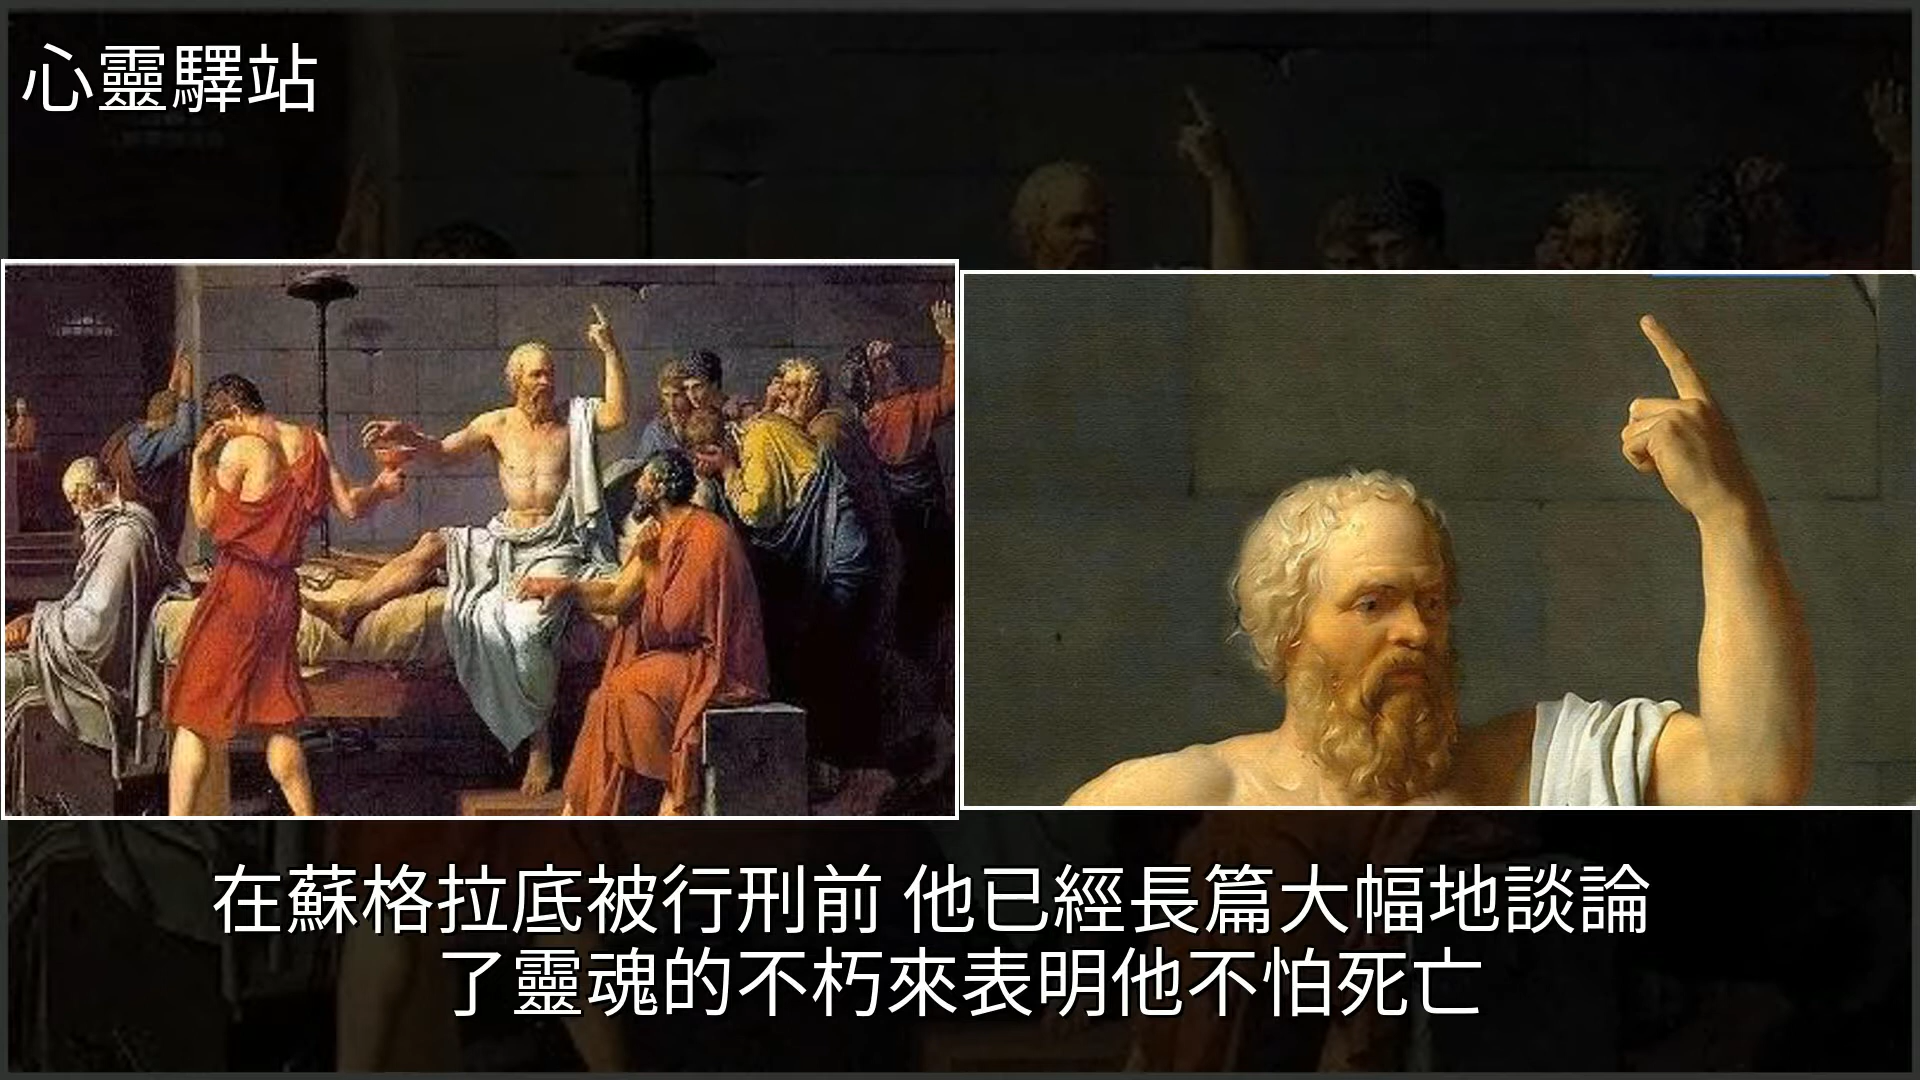 心靈驛站
在蘇格拉底被行刑前 他已經長篇大幅地談論
了靈魂的不朽來表明他不怕死亡